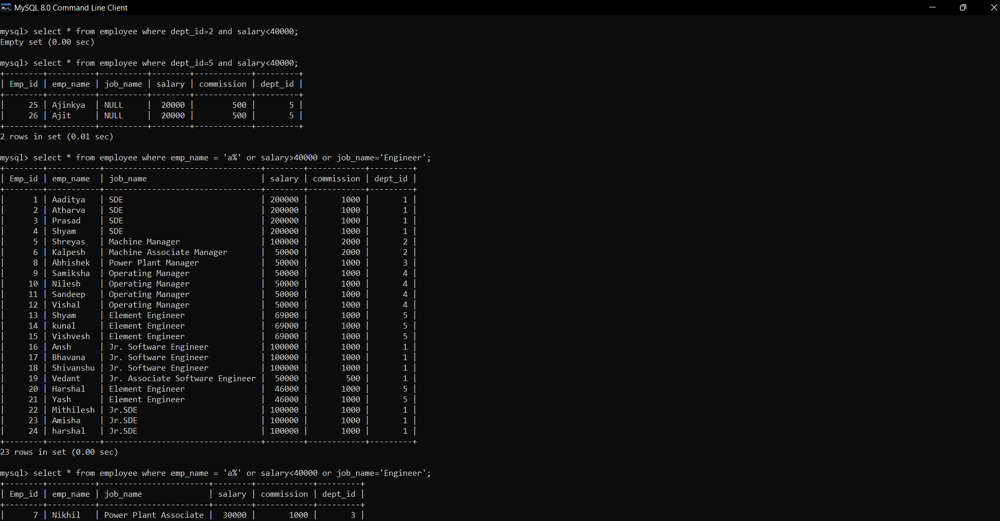 MySQL 8.0 Command Line Client
mysql> select * from employee where dept_id=2 and salary<40000;
Empty set (0.00 sec)
mysql> select * from employee where dept_id=5 and salary<40000;
+--------+----------+----------+--------+------------+---------+
| Emp_id | emp_name | job_name | salary | commission | dept_id |
+--------+----------+----------+--------+------------+---------+
|     25 | Ajinkya  | NULL     |  20000 |        500 |       5 |
|     26 | Ajit     | NULL     |  20000 |        500 |       5 |
+--------+----------+----------+--------+------------+---------+
2 rows in set (0.01 sec)
mysql> select * from employee where emp_name = 'a%' or salary>40000 or job_name='Engineer';
+--------+-----------+---------------------------------+--------+------------+---------+
| Emp_id | emp_name  | job_name                        | salary | commission | dept_id |
+--------+-----------+---------------------------------+--------+------------+---------+
|      1 | Aaditya   | SDE                             | 200000 |       1000 |       1 |
|      2 | Atharva   | SDE                             | 200000 |       1000 |       1 |
|      3 | Prasad    | SDE                             | 200000 |       1000 |       1 |
|      4 | Shyam     | SDE                             | 200000 |       1000 |       1 |
|      5 | Shreyas   | Machine Manager                 | 100000 |       2000 |       2 |
|      6 | Kalpesh   | Machine Associate Manager       |  50000 |       2000 |       2 |
|      8 | Abhishek  | Power Plant Manager             |  50000 |       1000 |       3 |
|      9 | Samiksha  | Operating Manager               |  50000 |       1000 |       4 |
|     10 | Nilesh    | Operating Manager               |  50000 |       1000 |       4 |
|     11 | Sandeep   | Operating Manager               |  50000 |       1000 |       4 |
|     12 | Vishal    | Operating Manager               |  50000 |       1000 |       4 |
|     13 | Shyam     | Element Engineer                |  69000 |       1000 |       5 |
|     14 | kunal     | Element Engineer                |  69000 |       1000 |       5 |
|     15 | Vishvesh  | Element Engineer                |  69000 |       1000 |       5 |
|     16 | Ansh      | Jr. Software Engineer           | 100000 |       1000 |       1 |
|     17 | Bhavana   | Jr. Software Engineer           | 100000 |       1000 |       1 |
|     18 | Shivanshu | Jr. Software Engineer           | 100000 |       1000 |       1 |
|     19 | Vedant    | Jr. Associate Software Engineer |  50000 |        500 |       1 |
|     20 | Harshal   | Element Engineer                |  46000 |       1000 |       5 |
|     21 | Yash      | Element Engineer                |  46000 |       1000 |       5 |
|     22 | Mithilesh | Jr.SDE                          | 100000 |       1000 |       1 |
|     23 | Amisha    | Jr.SDE                          | 100000 |       1000 |       1 |
|     24 | harshal   | Jr.SDE                          | 100000 |       1000 |       1 |
+--------+-----------+---------------------------------+--------+------------+---------+
23 rows in set (0.00 sec)
mysql> select * from employee where emp_name = 'a%' or salary<40000 or job_name='Engineer';
+--------+----------+-----------------------+--------+------------+---------+
| Emp_id | emp_name | job_name              | salary | commission | dept_id |
+--------+----------+-----------------------+--------+------------+---------+
|      7 | Nikhil   | Power Plant Associate |  30000 |       1000 |       3 |